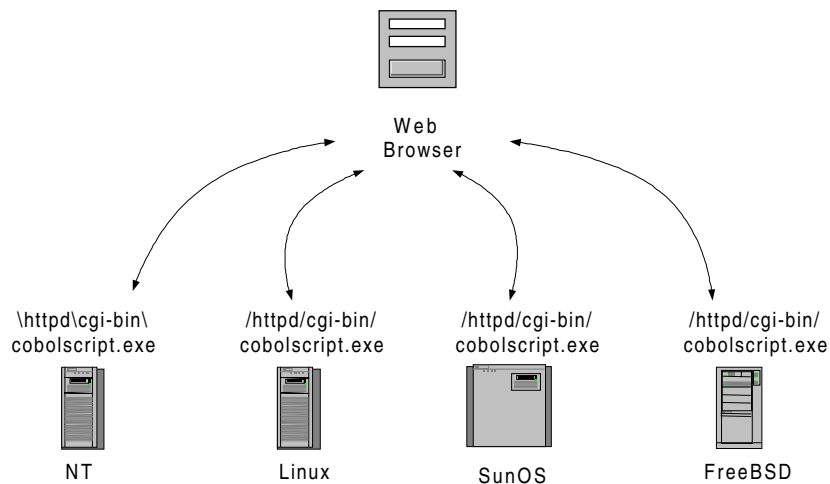 Web
Browser
\httpd\cgi-bin\
cobolscript.exe
/httpd/cgi-bin/
cobolscript.exe
/httpd/cgi-bin/
cobolscript.exe
/httpd/cgi-bin/
cobolscript.exe
NT
Linux
SunOS
FreeBSD